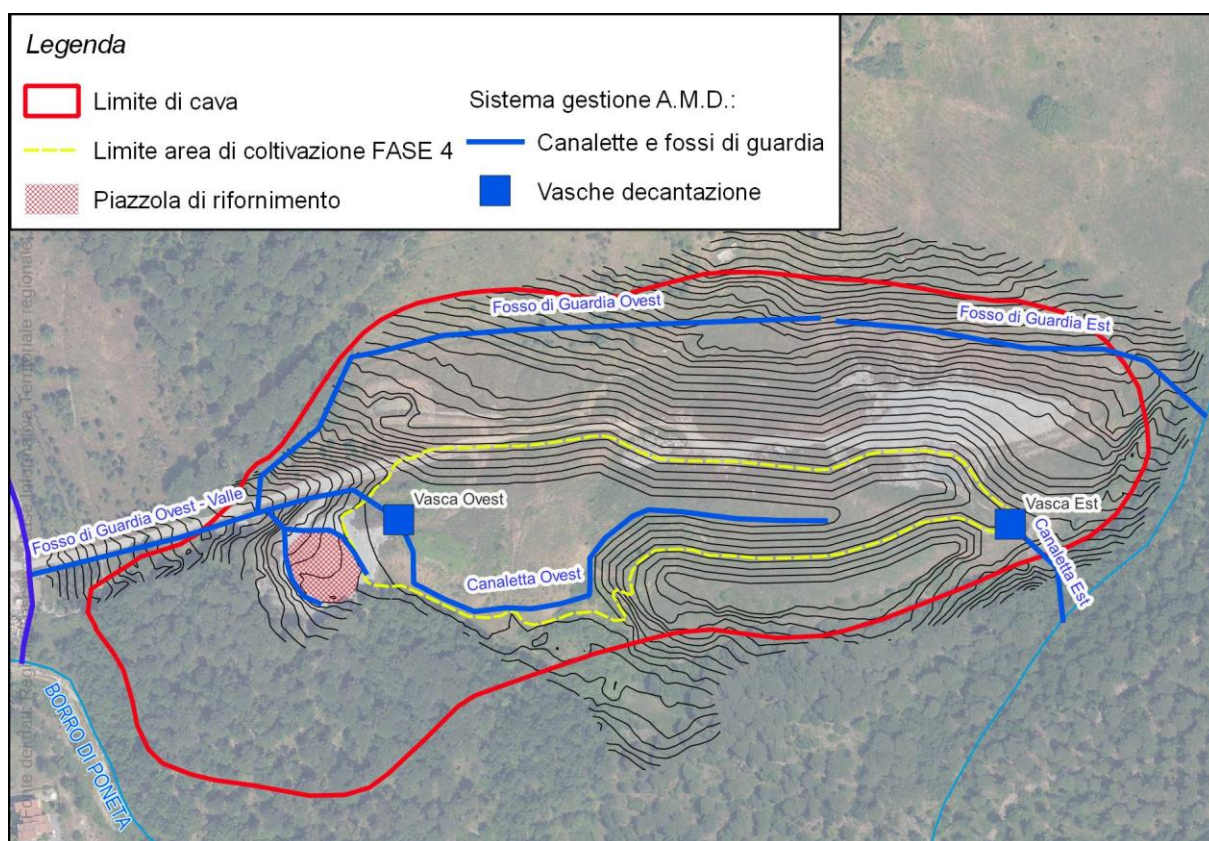 Legenda
Limite di cava
Limite area di coltivazione FASE 4
Piazzola di rifornimento
Sistema gestione A.M.D.:
Canalette e fossi di guardia
Vasche decantazione
Fosso di Guardia Ovest
Fosso di Guardia Est
Fosso di Guardia Ovest - Valle
Vasca Ovest
Vasca Est
Canaletta Ovest
Canaletta Est
BORRO DI PONETA